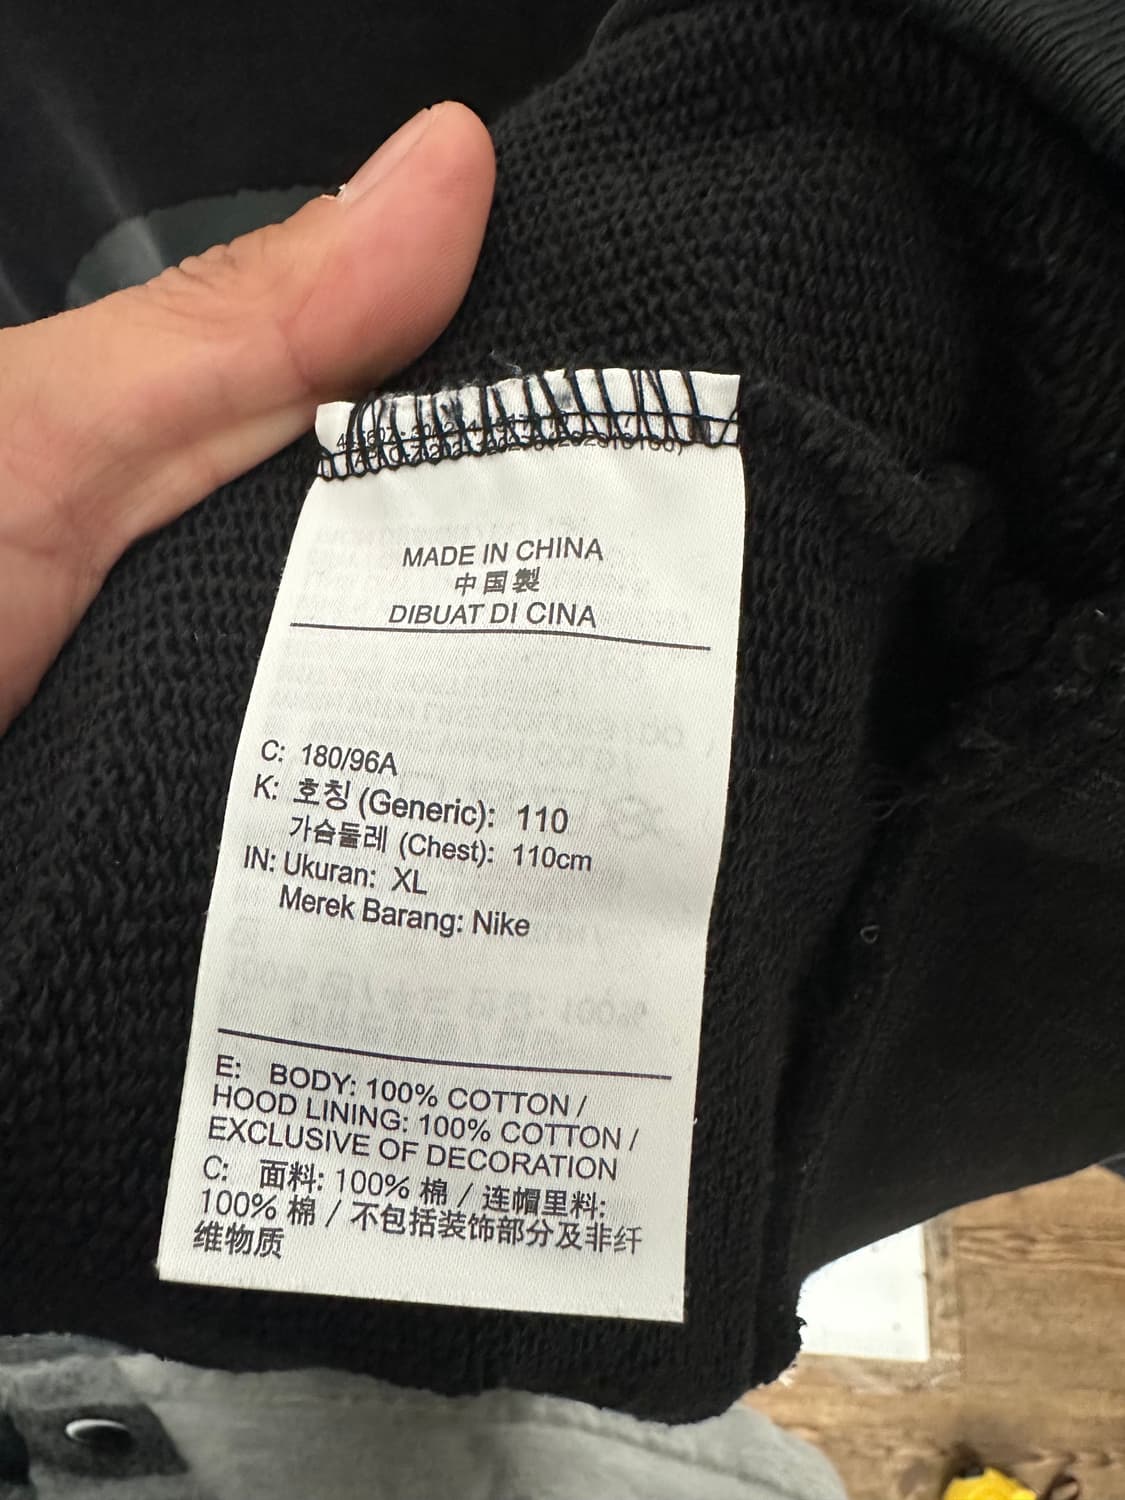 MADE IN CHINA
中国製
DIBUAT DI CINA
C: 180/96A
K: 호칭 (Generic): 110
가슴둘레 (Chest): 110cm
IN: Ukuran: XL
Merek Barang: Nike
E: BODY: 100% COTTON /
HOOD LINING: 100% COTTON /
EXCLUSIVE OF DECORATION
C: 面料: 100% 棉 / 连帽里料:
100% 棉 / 不包括装饰部分及非纤
维物质